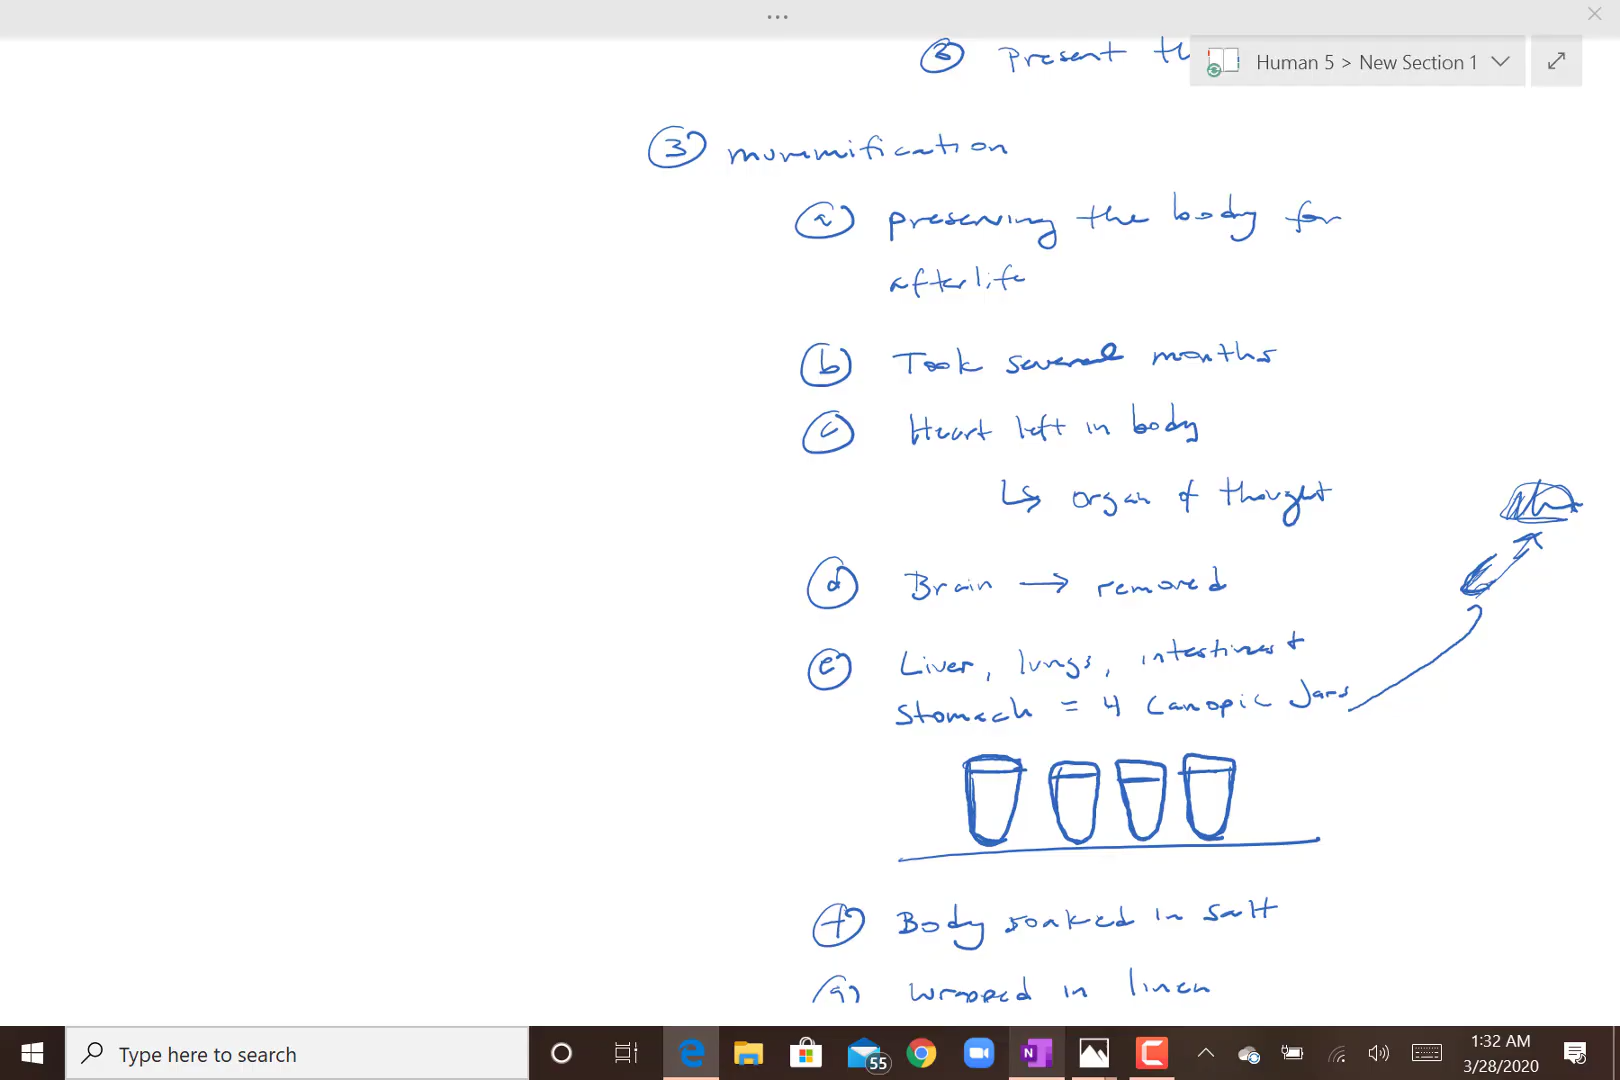 ③ Present th
Human 5 > New Section 1
③ mummification
ⓐ preserving the body for
afterlife
ⓑ Took several months
ⓒ Heart left in body
↳ organ of thought
ⓓ Brain → removed
ⓔ Liver, lungs, intestines +
Stomach = 4 Canopic Jars
ⓕ Body soaked in salt
ⓖ wrapped in linen
Type here to search
55
N
1:32 AM
3/28/2020